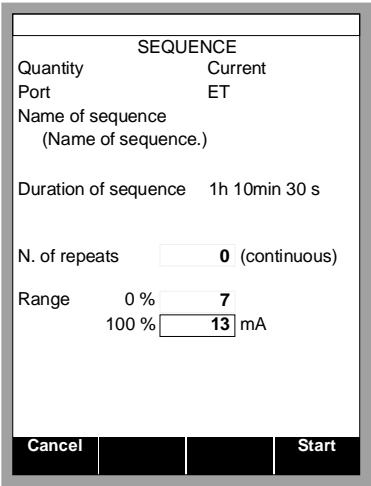 SEQUENCE
Quantity Current
Port ET
Name of sequence
(Name of sequence.)
Duration of sequence 1h 10min 30 s
N. of repeats 0 (continuous)
Range 0 % 7
100 % 13 mA
Cancel Start